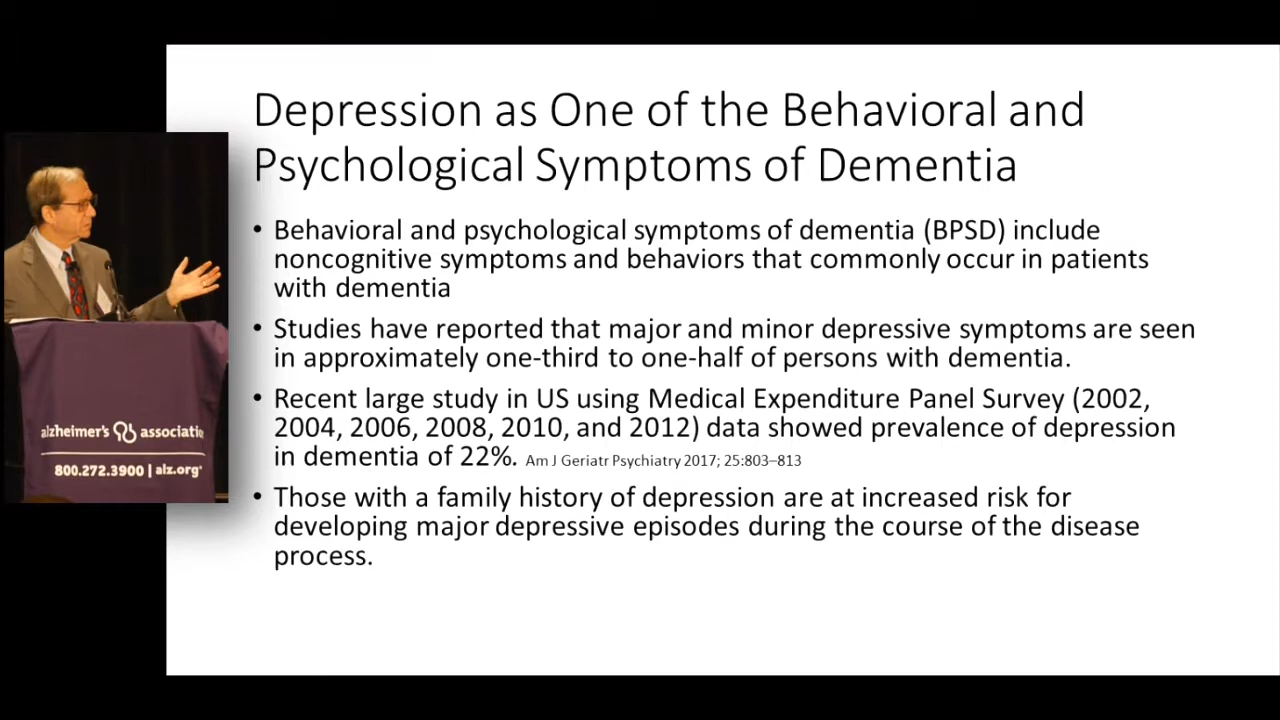 Depression as One of the Behavioral and
Psychological Symptoms of Dementia
• Behavioral and psychological symptoms of dementia (BPSD) include
noncognitive symptoms and behaviors that commonly occur in patients
with dementia
• Studies have reported that major and minor depressive symptoms are seen
in approximately one-third to one-half of persons with dementia.
• Recent large study in US using Medical Expenditure Panel Survey (2002,
2004, 2006, 2008, 2010, and 2012) data showed prevalence of depression
in dementia of 22%. Am J Geriatr Psychiatry 2017; 25:803–813
• Those with a family history of depression are at increased risk for
developing major depressive episodes during the course of the disease
process.
alzheimer's associatio
800.272.3900 | alz.org®